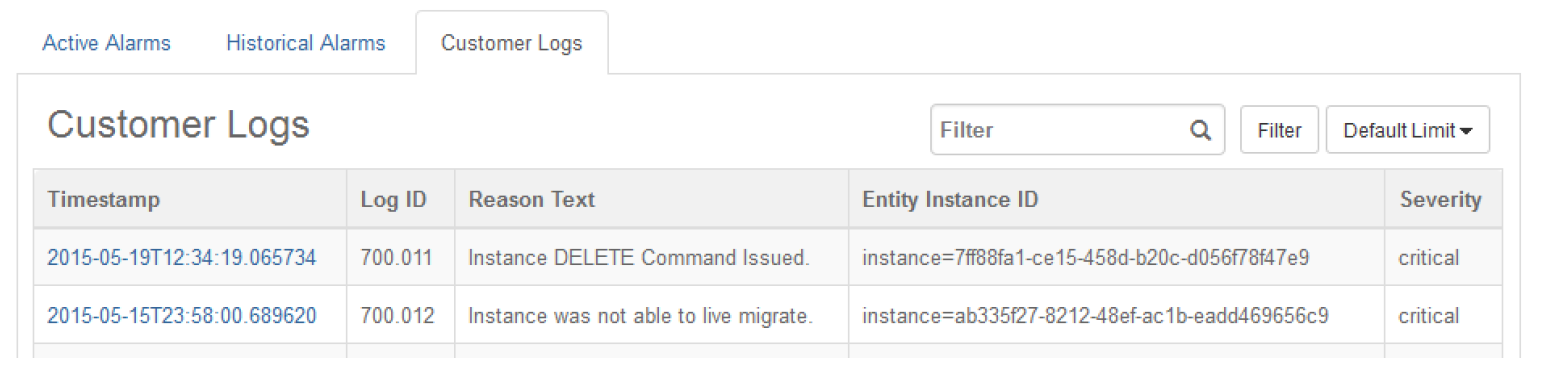 Active Alarms Historical Alarms Customer Logs
Customer Logs Filter Filter Default Limit
Timestamp Log ID Reason Text Entity Instance ID Severity
2015-05-19T12:34:19.065734 700.011 Instance DELETE Command Issued. instance=7ff88fa1-ce15-458d-b20c-d056f78f47e9 critical
2015-05-15T23:58:00.689620 700.012 Instance was not able to live migrate. instance=ab335f27-8212-48ef-ac1b-eadd469656c9 critical